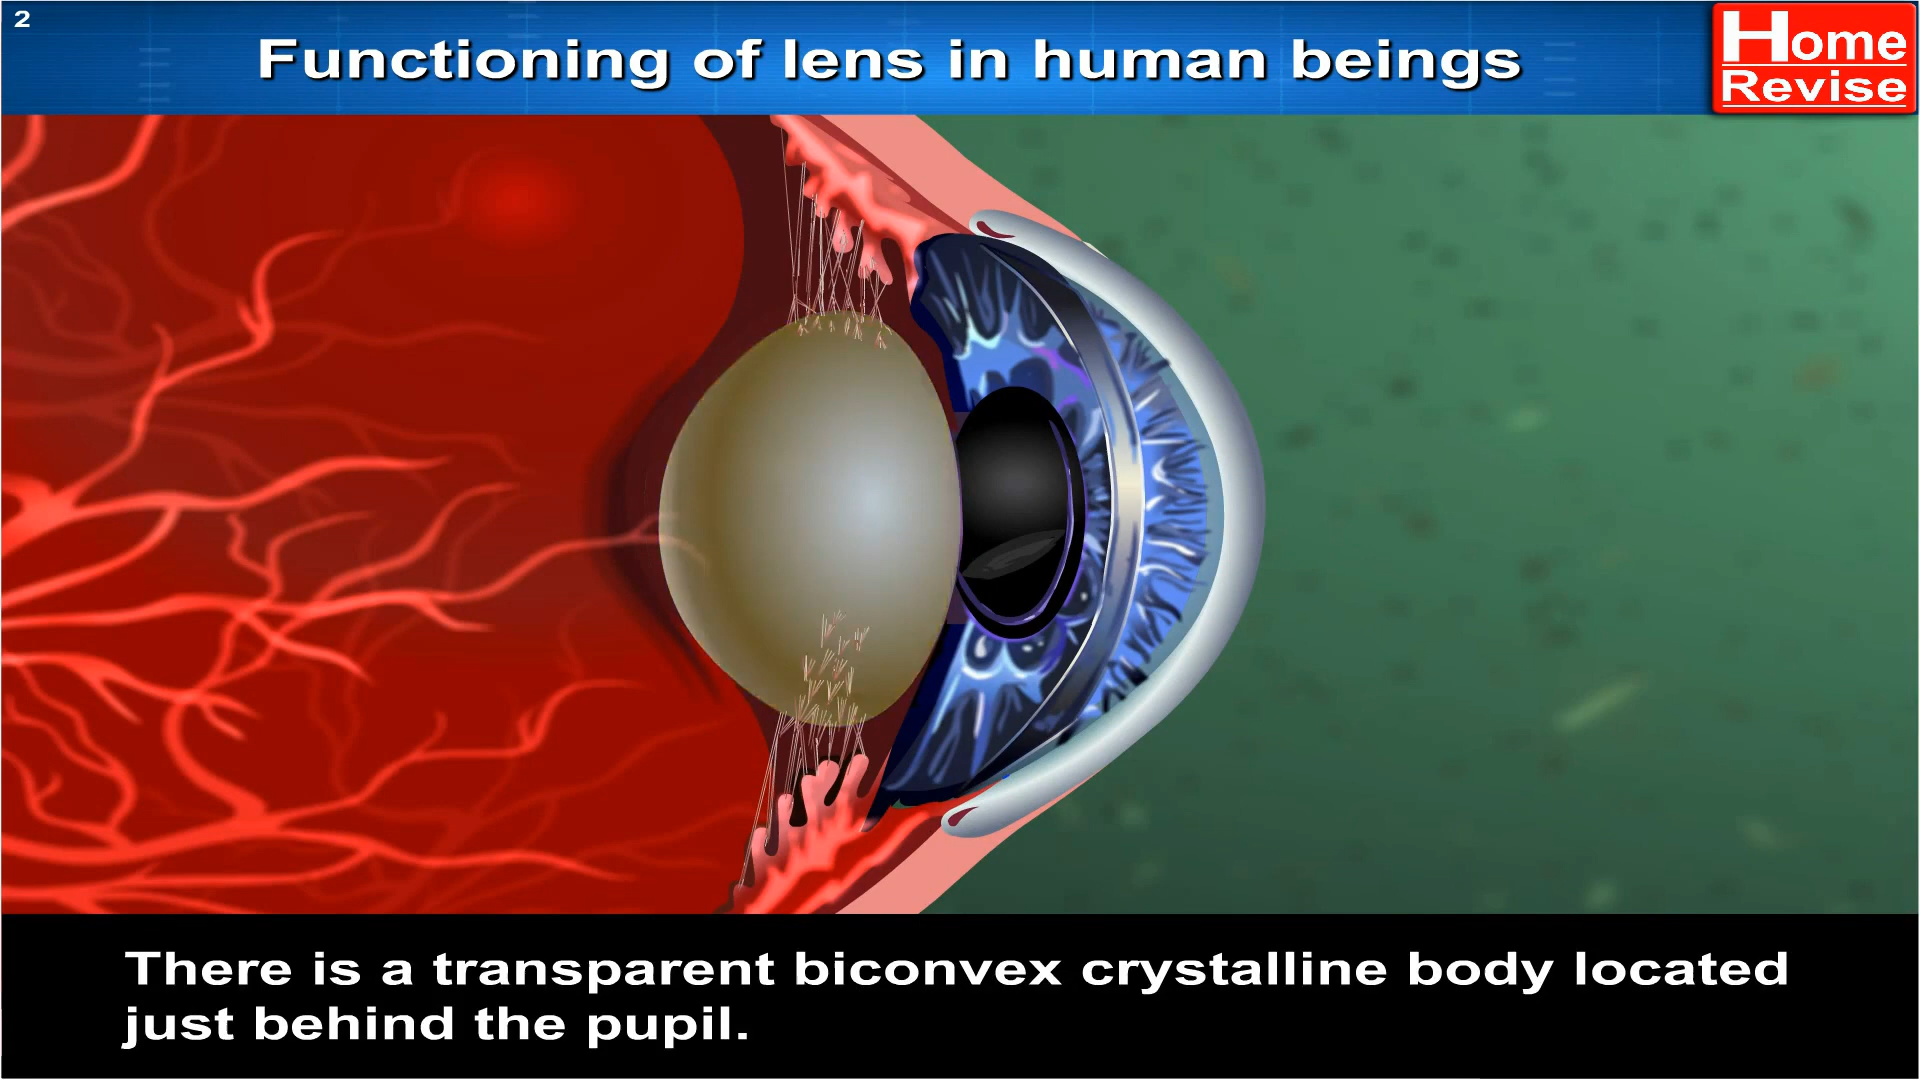 2
Functioning of lens in human beings
Home
Revise
There is a transparent biconvex crystalline body located
just behind the pupil.